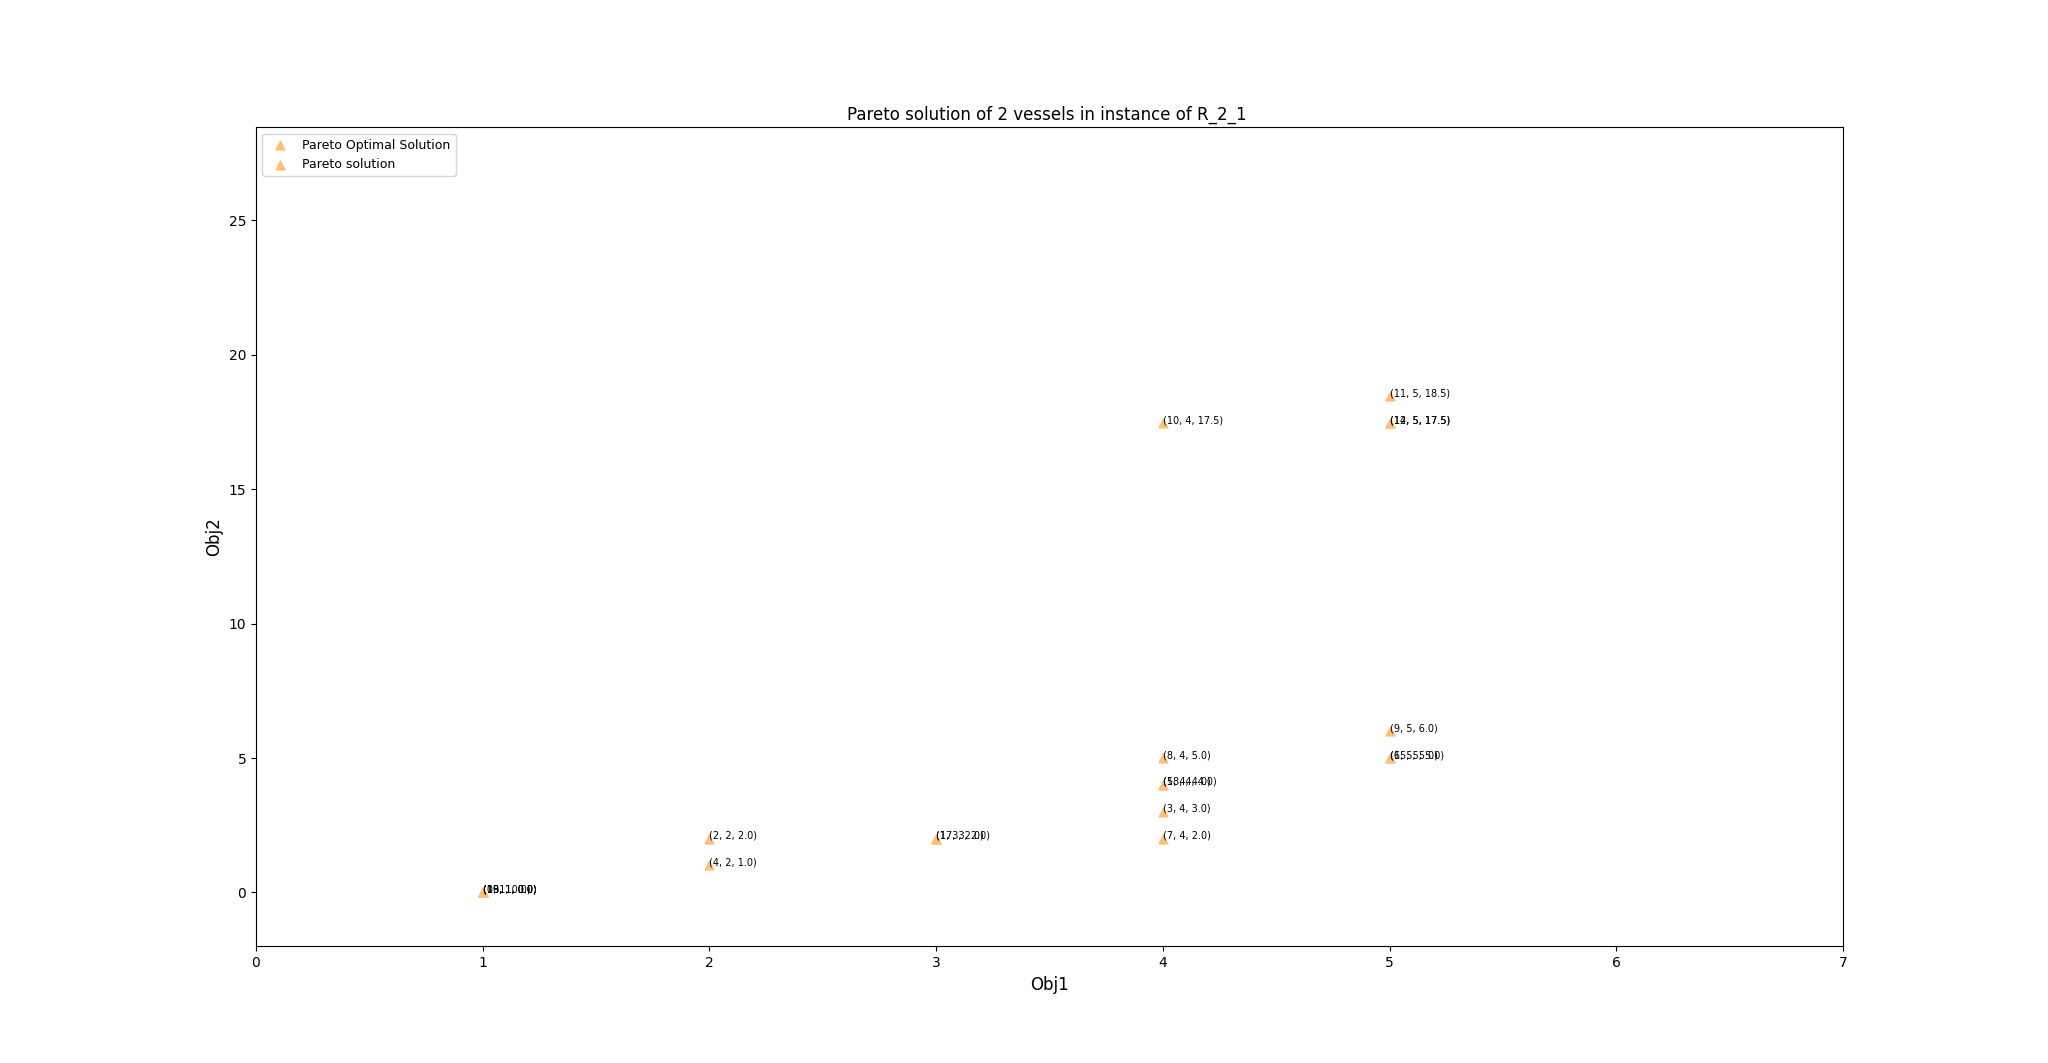 Pareto solution of 2 vessels in instance of R_2_1
Pareto Optimal Solution
Pareto solution
25
20
15
10
5
0
Obj2
(11, 5, 18.5)
(10, 4, 17.5)
(9, 5, 6.0)
(8, 4, 5.0)
(3, 4, 3.0)
(2, 2, 2.0)
(7, 4, 2.0)
(4, 2, 1.0)
0 1 2 3 4 5 6 7
Obj1